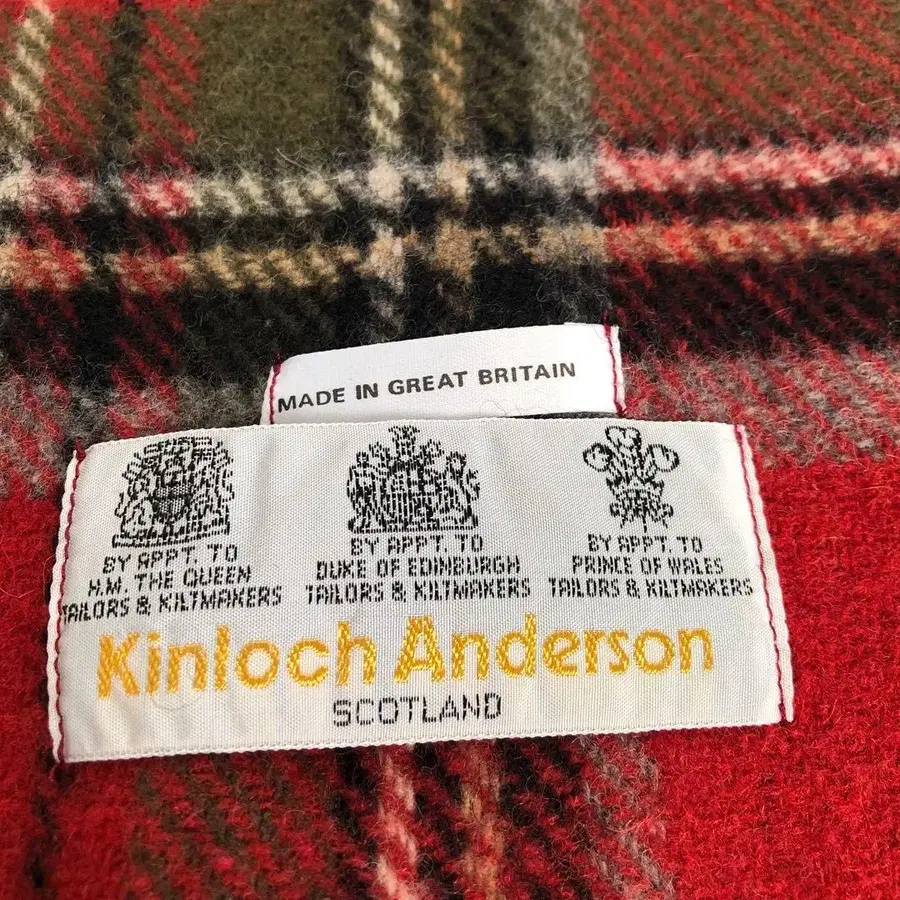 MADE IN GREAT BRITAIN
BY APPT. TO
H.M. THE QUEEN
TAILORS & KILTMAKERS
BY APPT. TO
DUKE OF EDINBURGH
TAILORS & KILTMAKERS
BY APPT. TO
PRINCE OF WALES
TAILORS & KILTMAKERS
Kinloch Anderson
SCOTLAND